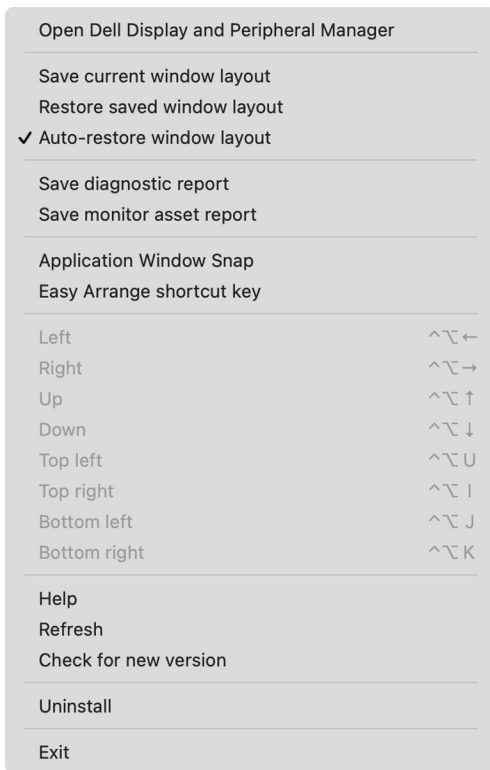 Open Dell Display and Peripheral Manager
Save current window layout
Restore saved window layout
✓ Auto-restore window layout
Save diagnostic report
Save monitor asset report
Application Window Snap
Easy Arrange shortcut key
Left ^⌥←
Right ^⌥→
Up ^⌥↑
Down ^⌥↓
Top left ^⌥U
Top right ^⌥I
Bottom left ^⌥J
Bottom right ^⌥K
Help
Refresh
Check for new version
Uninstall
Exit